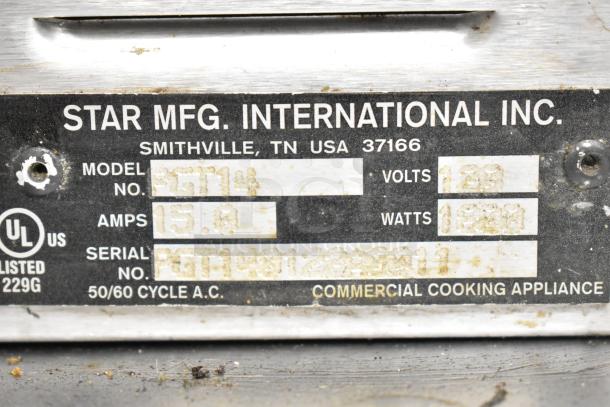 STAR MFG. INTERNATIONAL INC.
SMITHVILLE, TN USA 37166
MODEL NO. PGT14 VOLTS 120
AMPS 15.0 WATTS 1800
SERIAL NO.
UL US
LISTED
229G
50/60 CYCLE A.C. COMMERCIAL COOKING APPLIANCE